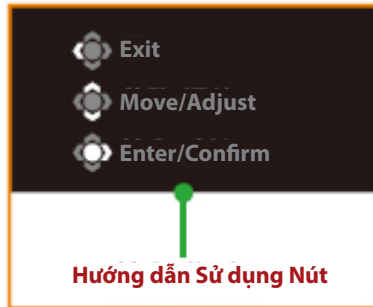 Exit
Move/Adjust
Enter/Confirm
Hướng dẫn Sử dụng Nút